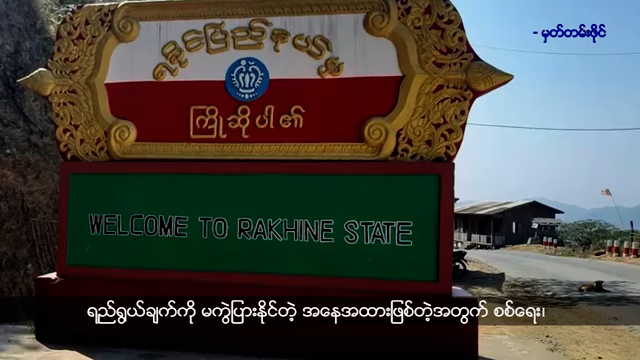 - မှတ်တမ်းဖိုင်
ရခိုင်ပြည်နယ်မှ
ကြိုဆိုပါ၏
WELCOME TO RAKHINE STATE
ရည်ရွယ်ချက်ကို မကွဲပြားနိုင်တဲ့ အနေအထားဖြစ်တဲ့အတွက် စစ်ရေး၊